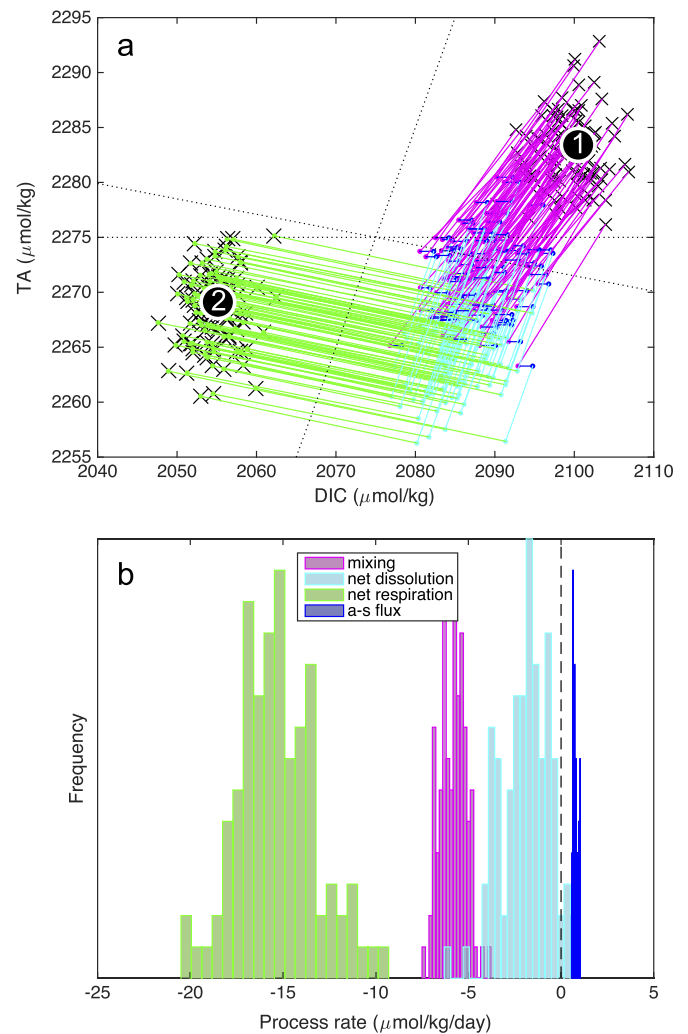 a
2295
2290
2285
2280
2275
2270
2265
2260
2255
TA (μmol/kg)
1
2
2040
2050
2060
2070
2080
2090
2100
2110
DIC (μmol/kg)
b
mixing
net dissolution
net respiration
a-s flux
Frequency
-25
-20
-15
-10
-5
0
5
Process rate (μmol/kg/day)